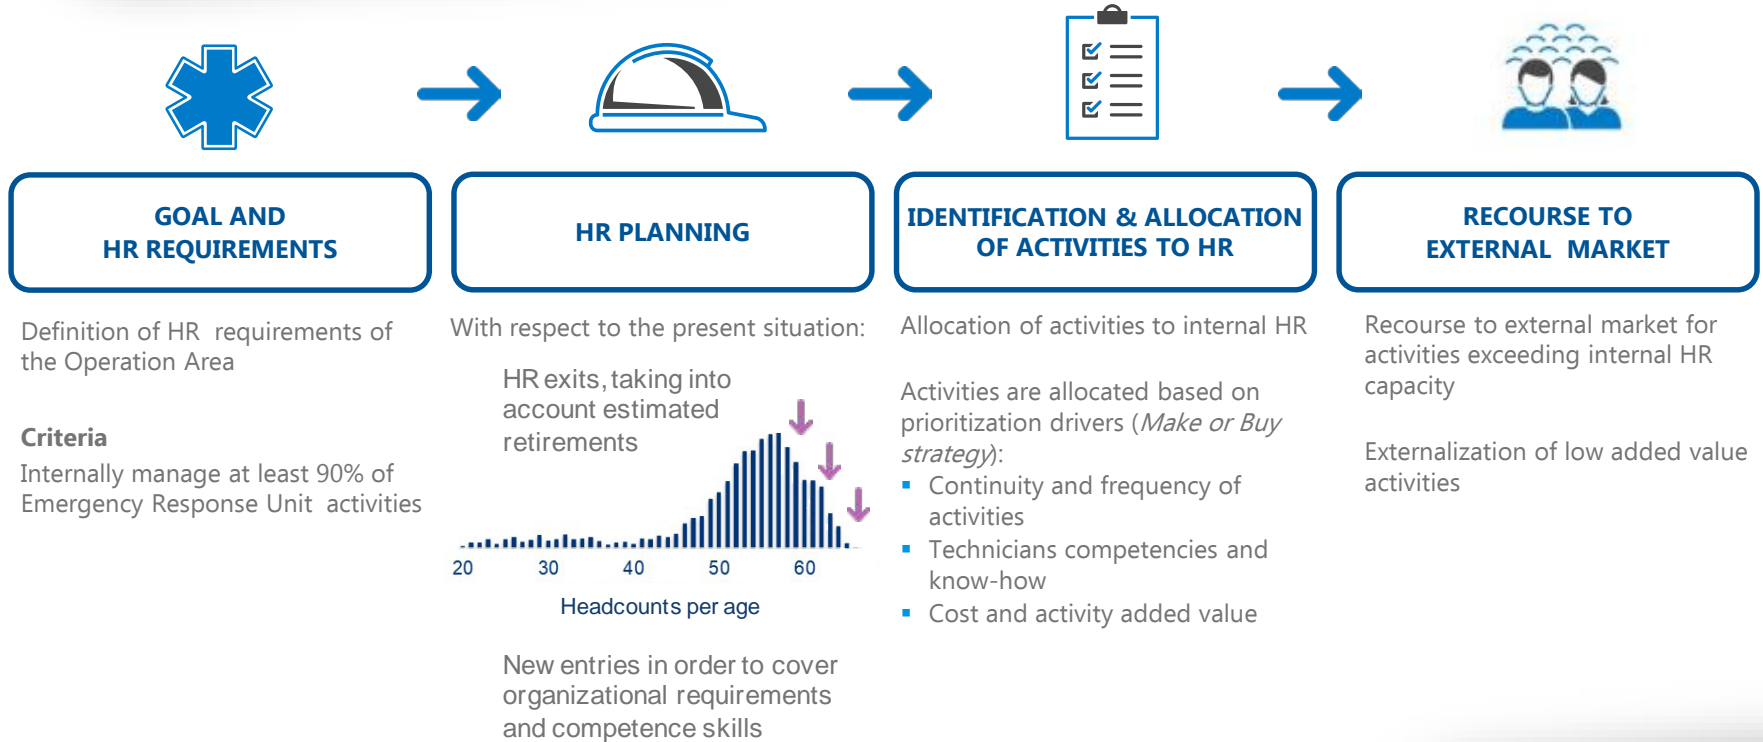 GOAL AND
HR REQUIREMENTS
Definition of HR requirements of
the Operation Area
Criteria
Internally manage at least 90% of
Emergency Response Unit activities
HR PLANNING
With respect to the present situation:
HR exits, taking into
account estimated
retirements
20 30 40 50 60
Headcounts per age
New entries in order to cover
organizational requirements
and competence skills
IDENTIFICATION & ALLOCATION
OF ACTIVITIES TO HR
Allocation of activities to internal HR
Activities are allocated based on
prioritization drivers (Make or Buy
strategy):
▪ Continuity and frequency of
activities
▪ Technicians competencies and
know-how
▪ Cost and activity added value
RECOURSE TO
EXTERNAL MARKET
Recourse to external market for
activities exceeding internal HR
capacity
Externalization of low added value
activities